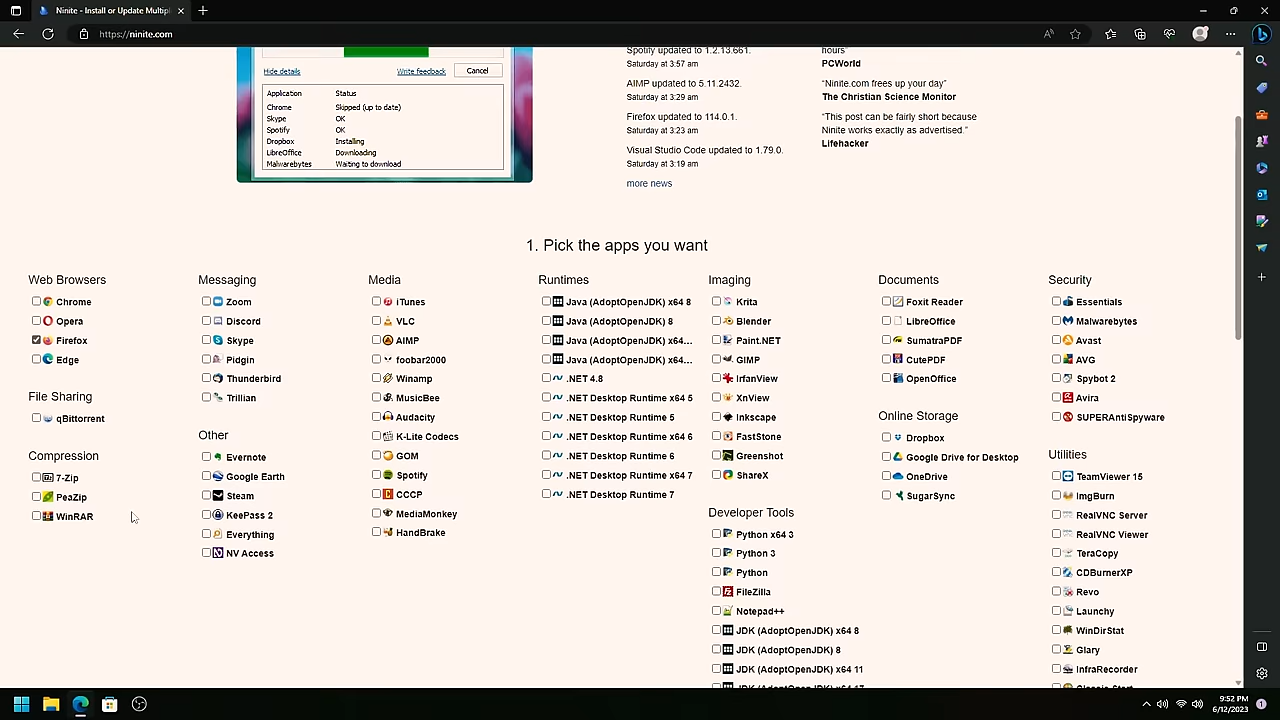 Ninite - Install or Update Multipl
https://ninite.com
Hide details
Write feedback
Cancel
Application Status
Chrome Skipped (up to date)
Skype OK
Spotify OK
Dropbox Installing
LibreOffice Downloading
Malwarebytes Waiting to download
Spotify updated to 1.2.13.661.
Saturday at 3:57 am
AIMP updated to 5.11.2432.
Saturday at 3:29 am
Firefox updated to 114.0.1.
Saturday at 3:23 am
Visual Studio Code updated to 1.79.0.
Saturday at 3:19 am
more news
hours”
PCWorld
“Ninite.com frees up your day”
The Christian Science Monitor
“This post can be fairly short because
Ninite works exactly as advertised.”
Lifehacker
1. Pick the apps you want
Web Browsers
Chrome
Opera
Firefox
Edge
File Sharing
qBittorrent
Compression
7-Zip
PeaZip
WinRAR
Messaging
Zoom
Discord
Skype
Pidgin
Thunderbird
Trillian
Other
Evernote
Google Earth
Steam
KeePass 2
Everything
NV Access
Media
iTunes
VLC
AIMP
foobar2000
Winamp
MusicBee
Audacity
K-Lite Codecs
GOM
Spotify
CCCP
MediaMonkey
HandBrake
Runtimes
Java (AdoptOpenJDK) x64 8
Java (AdoptOpenJDK) 8
Java (AdoptOpenJDK) x64...
Java (AdoptOpenJDK) x64...
.NET 4.8
.NET Desktop Runtime x64 5
.NET Desktop Runtime 5
.NET Desktop Runtime x64 6
.NET Desktop Runtime 6
.NET Desktop Runtime x64 7
.NET Desktop Runtime 7
Imaging
Krita
Blender
Paint.NET
GIMP
IrfanView
XnView
Inkscape
FastStone
Greenshot
ShareX
Developer Tools
Python x64 3
Python 3
Python
FileZilla
Notepad++
JDK (AdoptOpenJDK) x64 8
JDK (AdoptOpenJDK) 8
JDK (AdoptOpenJDK) x64 11
JDK (AdoptOpenJDK) x64 17
Documents
Foxit Reader
LibreOffice
SumatraPDF
CutePDF
OpenOffice
Online Storage
Dropbox
Google Drive for Desktop
OneDrive
SugarSync
Security
Essentials
Malwarebytes
Avast
AVG
Spybot 2
Avira
SUPERAntiSpyware
Utilities
TeamViewer 15
ImgBurn
RealVNC Server
RealVNC Viewer
TeraCopy
CDBurnerXP
Revo
Launchy
WinDirStat
Glary
InfraRecorder
Classic Start
9:52 PM
6/12/2023